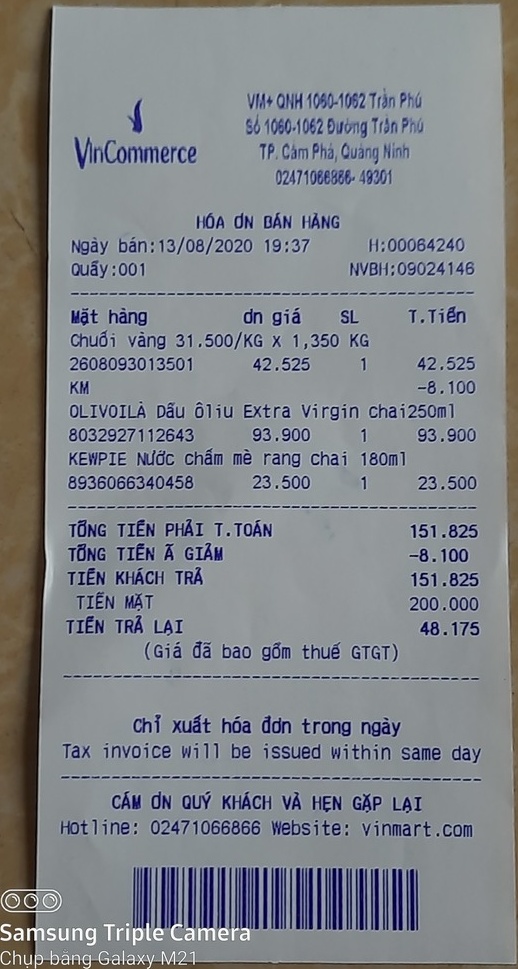 VinCommerce
VM+ QNH 1060-1062 Trần Phú
Số 1060-1062 Đường Trần Phú
TP. Cẩm Phả, Quảng Ninh
02471066866- 49301
HÓA ƠN BÁN HÀNG
Ngày bán:13/08/2020 19:37 H:00064240
Quầy:001 NVBH:09024146
Mặt hàng ơn giá SL T.Tiền
Chuối vàng 31.500/KG X 1,350 KG
2608093013501 42.525 1 42.525
KM -8.100
OLIVOILÀ Dầu ôliu Extra Virgin chai250ml
8032927112643 93.900 1 93.900
KEWPIE Nước chấm mè rang chai 180ml
8936066340458 23.500 1 23.500
TỔNG TIỀN PHẢI T.TOÁN 151.825
TỔNG TIỀN Ã GIẢM -8.100
TIỀN KHÁCH TRẢ 151.825
TIỀN MẶT 200.000
TIỀN TRẢ LẠI 48.175
(Giá đã bao gồm thuế GTGT)
Chỉ xuất hóa đơn trong ngày
Tax invoice will be issued within same day
CẢM ƠN QUÝ KHÁCH VÀ HẸN GẶP LẠI
Hotline: 02471066866 Website: vinmart.com
Samsung Triple Camera
Chụp bằng Galaxy M21